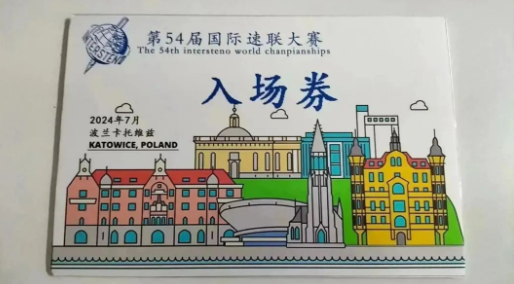 INTERSTENO
第54届国际速联大赛
The 54th intersteno world chanpianships
入场券
2024年7月
波兰卡托维兹
KATOWICE, POLAND